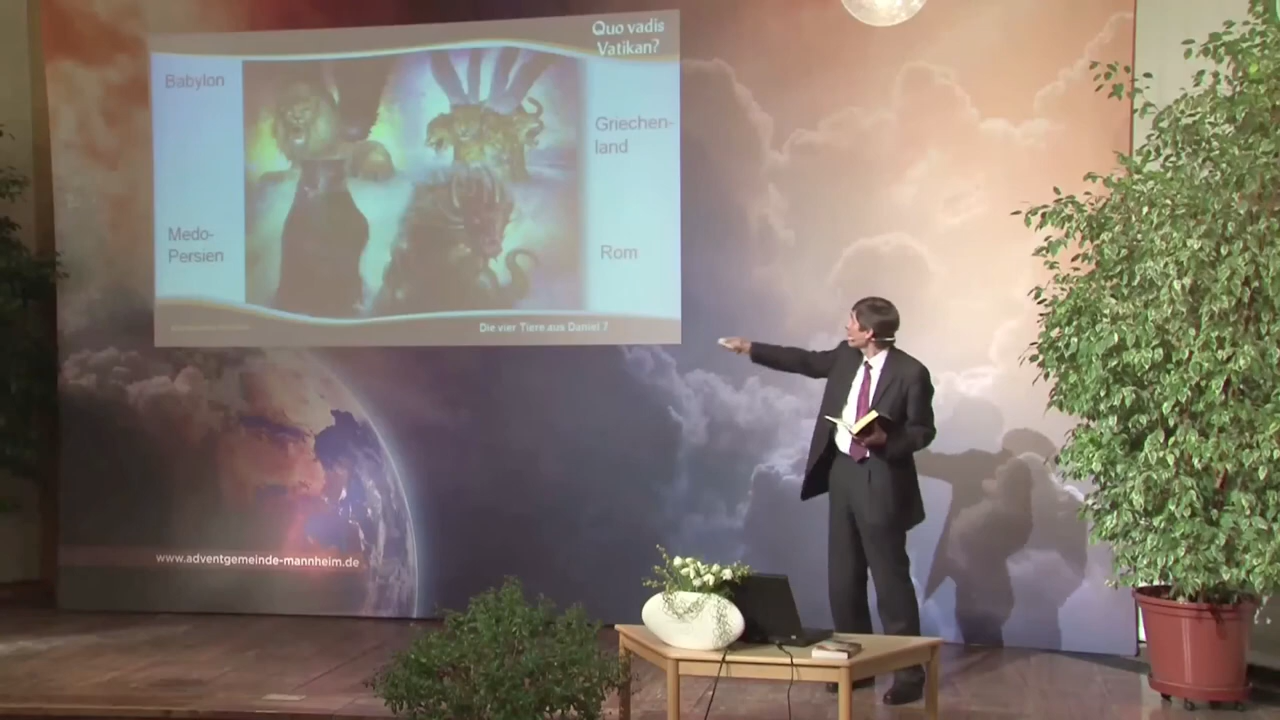 Quo vadis
Vatikan?
Babylon
Griechen-
land
Medo-
Persien
Rom
Die vier Tiere aus Daniel 7
www.adventgemeinde-mannheim.de